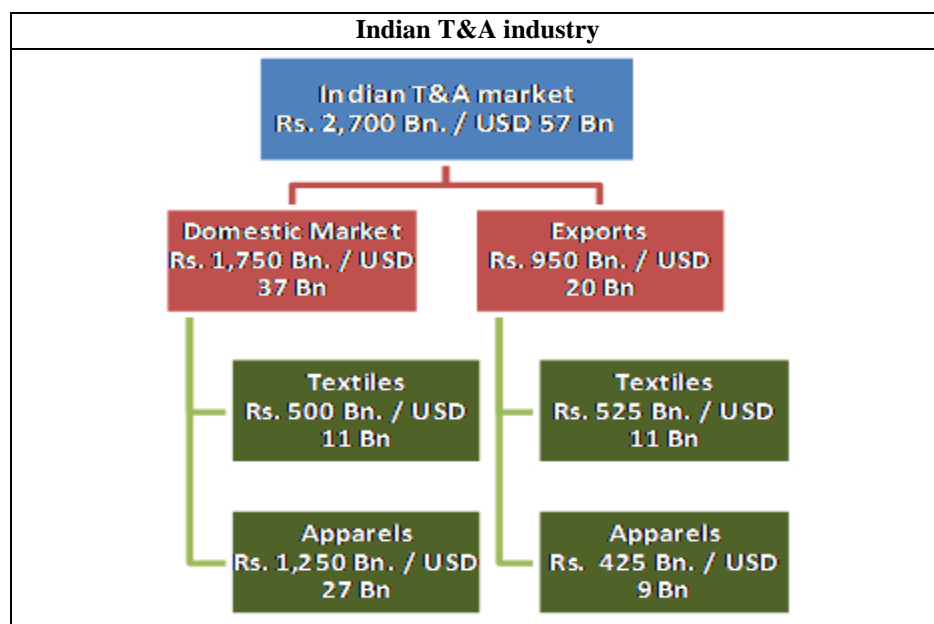 Indian T&A industry
Indian T&A market
Rs. 2,700 Bn. / USD 57 Bn
Domestic Market
Rs. 1,750 Bn. / USD
37 Bn
Exports
Rs. 950 Bn. / USD
20 Bn
Textiles
Rs. 500 Bn. / USD
11 Bn
Textiles
Rs. 525 Bn. / USD
11 Bn
Apparels
Rs. 1,250 Bn. / USD
27 Bn
Apparels
Rs. 425 Bn. / USD
9 Bn